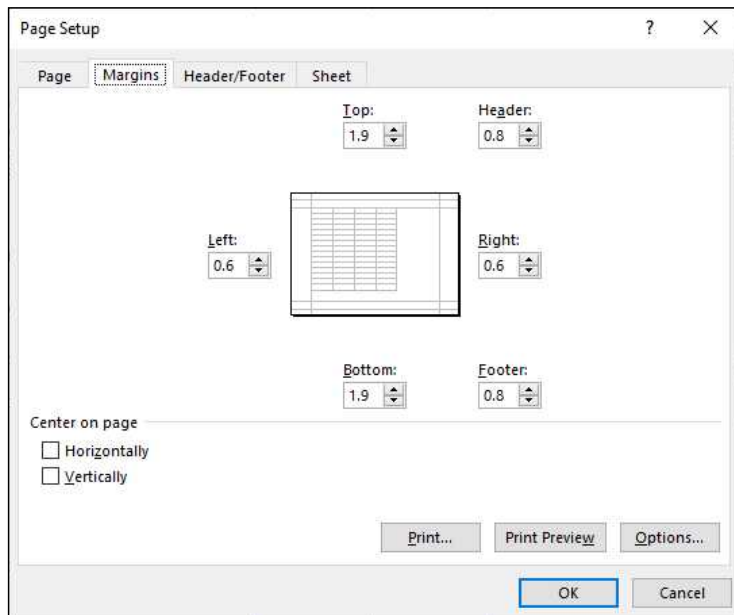 Page Setup ?
Page Margins Header/Footer Sheet
Top: Header:
1.9 0.8
Left: Right:
0.6 0.6
Bottom: Footer:
1.9 0.8
Center on page
Horizontally
Vertically
Print... Print Preview Options...
OK Cancel